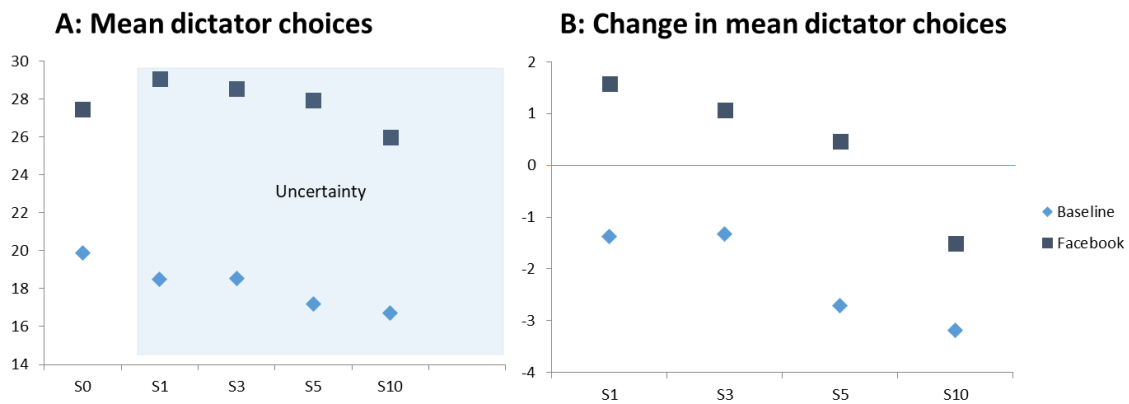 A: Mean dictator choices
30
28
26
24
22
20
18
16
14
Uncertainty
S0 S1 S3 S5 S10
B: Change in mean dictator choices
2
1
0
-1
-2
-3
-4
S1 S3 S5 S10
Baseline
Facebook